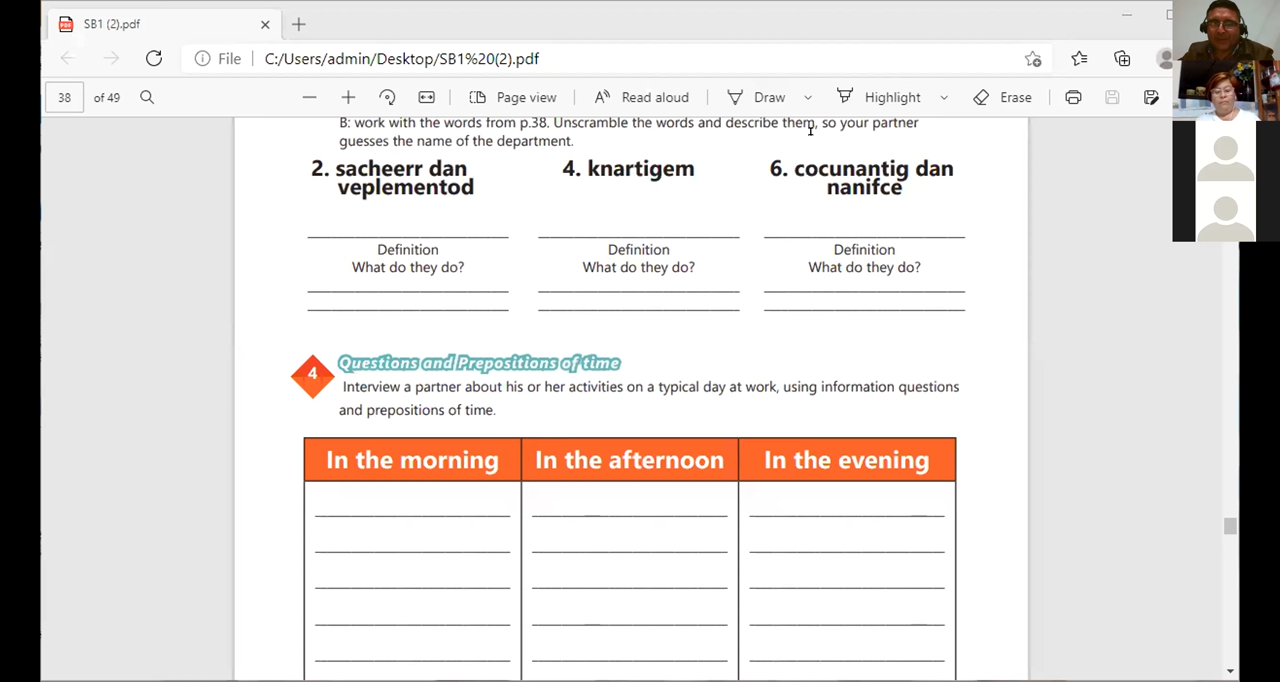 SB1 (2).pdf
File C:/Users/admin/Desktop/SB1%20(2).pdf
38 of 49 Page view Read aloud Draw Highlight Erase
B: work with the words from p.38. Unscramble the words and describe them, so your partner
guesses the name of the department.
2. sacheerr dan
veplementod
4. knartigem
6. cocunantig dan
nanifce
Definition
What do they do?
Definition
What do they do?
Definition
What do they do?
4
Questions and Prepositions of time
Interview a partner about his or her activities on a typical day at work, using information questions
and prepositions of time.
In the morning In the afternoon In the evening